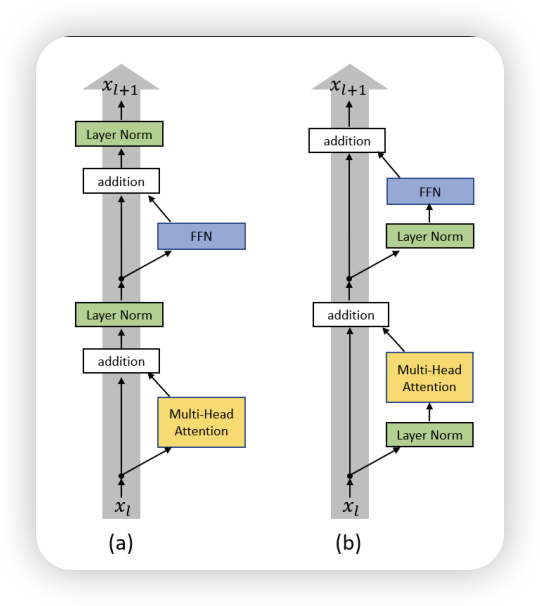 x_{l+1}
Layer Norm
addition
FFN
Layer Norm
addition
Multi-Head
Attention
x_l
(a)
x_{l+1}
addition
FFN
Layer Norm
addition
Multi-Head
Attention
Layer Norm
x_l
(b)